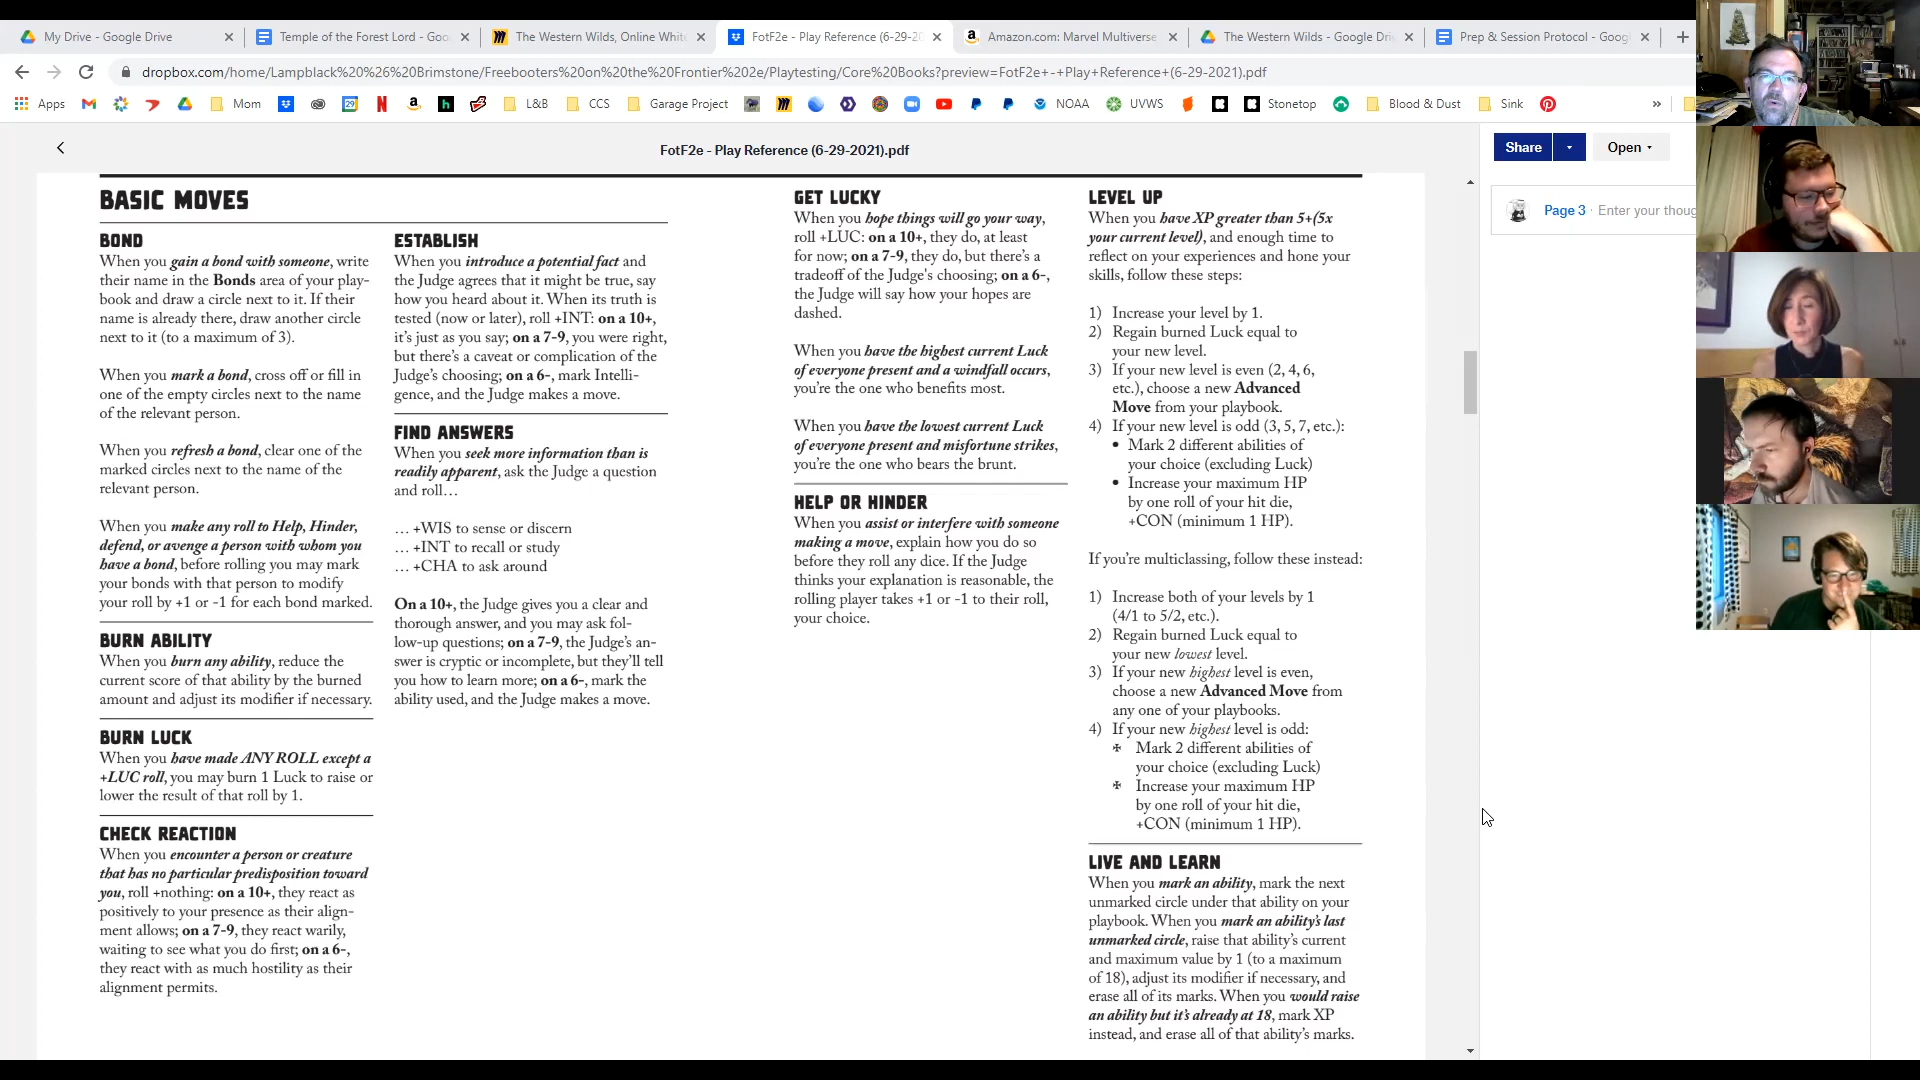 My Drive - Google Drive
Temple of the Forest Lord - Goo
The Western Wilds, Online White
FotF2e - Play Reference (6-29-20
Amazon.com: Marvel Multiverse
The Western Wilds - Google Dri
Prep & Session Protocol - Googl
dropbox.com/home/Lampblack%20%26%20Brimstone/Freebooters%20on%20the%20Frontier%202e/Playtesting/Core%20Books?preview=FotF2e+-+Play+Reference+(6-29-2021).pdf
Apps
Mom
L&B
CCS
Garage Project
NOAA
UVWS
Stonetop
Blood & Dust
Sink
»
FotF2e - Play Reference (6-29-2021).pdf
Share
Open
Page 3 · Enter your thoug
BASIC MOVES
BOND
When you gain a bond with someone, write
their name in the Bonds area of your play-
book and draw a circle next to it. If their
name is already there, draw another circle
next to it (to a maximum of 3).
When you mark a bond, cross off or fill in
one of the empty circles next to the name
of the relevant person.
When you refresh a bond, clear one of the
marked circles next to the name of the
relevant person.
When you make any roll to Help, Hinder,
defend, or avenge a person with whom you
have a bond, before rolling you may mark
your bonds with that person to modify
your roll by +1 or -1 for each bond marked.
BURN ABILITY
When you burn any ability, reduce the
current score of that ability by the burned
amount and adjust its modifier if necessary.
BURN LUCK
When you have made ANY ROLL except a
+LUC roll, you may burn 1 Luck to raise or
lower the result of that roll by 1.
CHECK REACTION
When you encounter a person or creature
that has no particular predisposition toward
you, roll +nothing: on a 10+, they react as
positively to your presence as their align-
ment allows; on a 7-9, they react warily,
waiting to see what you do first; on a 6-,
they react with as much hostility as their
alignment permits.
ESTABLISH
When you introduce a potential fact and
the Judge agrees that it might be true, say
how you heard about it. When its truth is
tested (now or later), roll +INT: on a 10+,
it's just as you say; on a 7-9, you were right,
but there's a caveat or complication of the
Judge's choosing; on a 6-, mark Intelli-
gence, and the Judge makes a move.
FIND ANSWERS
When you seek more information than is
readily apparent, ask the Judge a question
and roll…
… +WIS to sense or discern
… +INT to recall or study
… +CHA to ask around
On a 10+, the Judge gives you a clear and
thorough answer, and you may ask fol-
low-up questions; on a 7-9, the Judge's an-
swer is cryptic or incomplete, but they'll tell
you how to learn more; on a 6-, mark the
ability used, and the Judge makes a move.
GET LUCKY
When you hope things will go your way,
roll +LUC: on a 10+, they do, at least
for now; on a 7-9, they do, but there's a
tradeoff of the Judge's choosing; on a 6-,
the Judge will say how your hopes are
dashed.
When you have the highest current Luck
of everyone present and a windfall occurs,
you're the one who benefits most.
When you have the lowest current Luck
of everyone present and misfortune strikes,
you're the one who bears the brunt.
HELP OR HINDER
When you assist or interfere with someone
making a move, explain how you do so
before they roll any dice. If the Judge
thinks your explanation is reasonable, the
rolling player takes +1 or -1 to their roll,
your choice.
LEVEL UP
When you have XP greater than 5+(5x
your current level), and enough time to
reflect on your experiences and hone your
skills, follow these steps:
1) Increase your level by 1.
2) Regain burned Luck equal to
your new level.
3) If your new level is even (2, 4, 6,
etc.), choose a new Advanced
Move from your playbook.
4) If your new level is odd (3, 5, 7, etc.):
• Mark 2 different abilities of
your choice (excluding Luck)
• Increase your maximum HP
by one roll of your hit die,
+CON (minimum 1 HP).
If you're multiclassing, follow these instead:
1) Increase both of your levels by 1
(4/1 to 5/2, etc.).
2) Regain burned Luck equal to
your new lowest level.
3) If your new highest level is even,
choose a new Advanced Move from
any one of your playbooks.
4) If your new highest level is odd:
✠ Mark 2 different abilities of
your choice (excluding Luck)
✠ Increase your maximum HP
by one roll of your hit die,
+CON (minimum 1 HP).
LIVE AND LEARN
When you mark an ability, mark the next
unmarked circle under that ability on your
playbook. When you mark an ability's last
unmarked circle, raise that ability's current
and maximum value by 1 (to a maximum
of 18), adjust its modifier if necessary, and
erase all of its marks. When you would raise
an ability but it's already at 18, mark XP
instead, and erase all of that ability's marks.